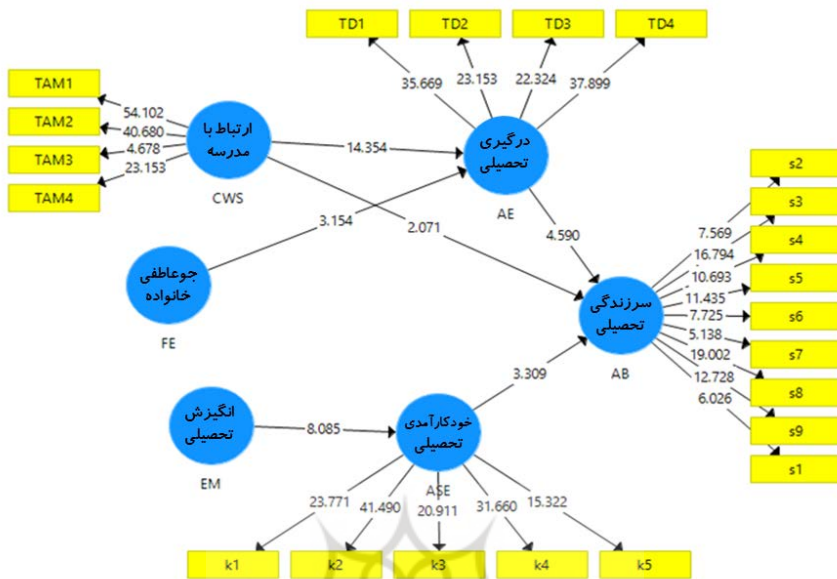 TD1
TD2
TD3
TD4
35.669
23.153
22.324
37.899
TAM1
TAM2
TAM3
TAM4
54.102
40.680
4.678
23.153
ارتباط با
مدرسه
CWS
14.354
درگیری
تحصیلی
AE
3.154
2.071
4.590
جوعاطفی
خانواده
FE
سرزندگی
تحصیلی
AB
7.569
16.794
10.693
11.435
7.725
5.138
19.002
12.728
6.026
s2
s3
s4
s5
s6
s7
s8
s9
s1
3.309
انگیزش
تحصیلی
EM
8.085
خودکارآمدی
تحصیلی
ASE
23.771
41.490
20.911
31.660
15.322
k1
k2
k3
k4
k5